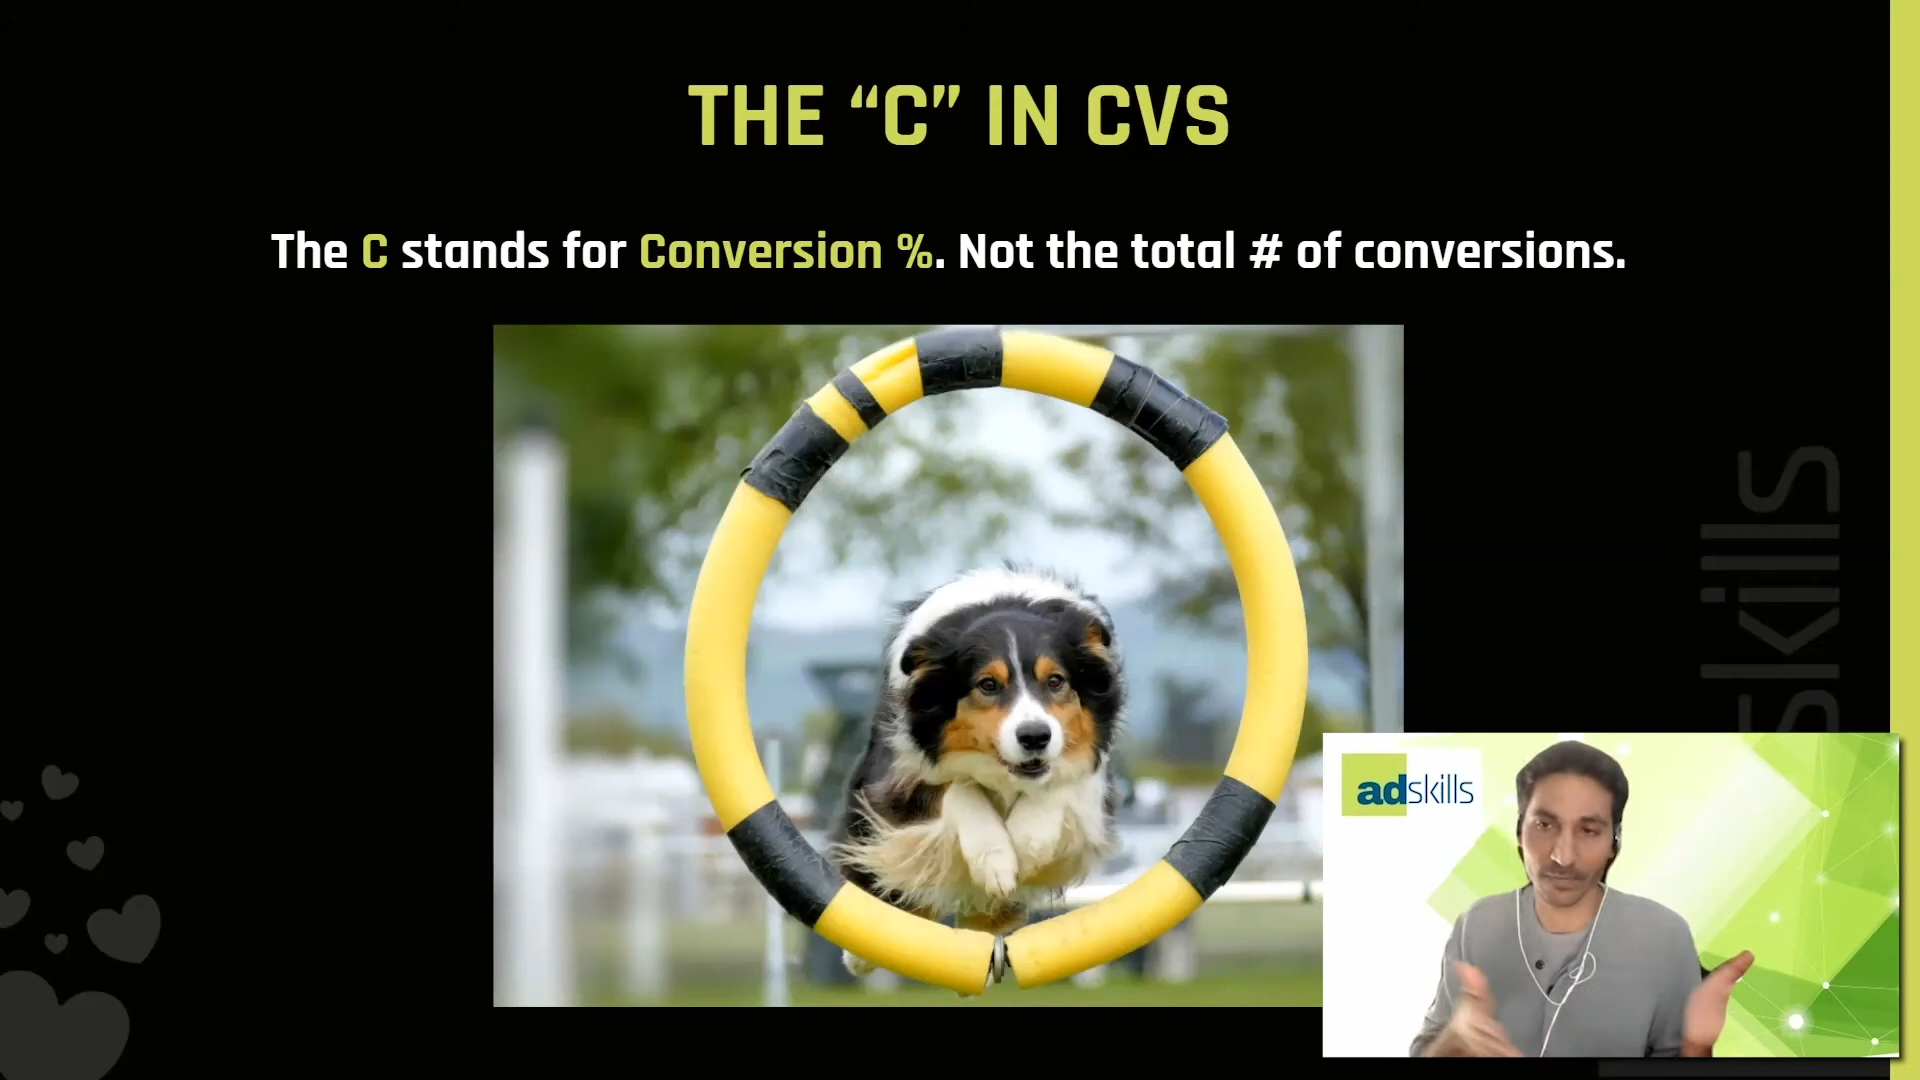 THE “C” IN CVS
The C stands for Conversion %. Not the total # of conversions.
skills
adskills